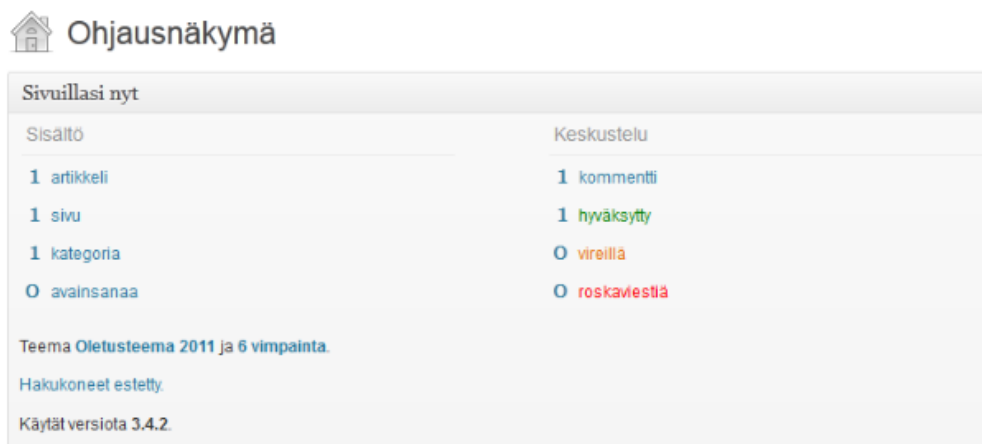 Ohjausnäkymä
Sivuillasi nyt
Sisältö
1 artikkeli
1 sivu
1 kategoria
0 avainsanaa
Keskustelu
1 kommentti
1 hyväksytty
0 vireillä
0 roskaviestiä
Teema Oletusteema 2011 ja 6 vimpainta.
Hakukoneet estetty.
Käytät versiota 3.4.2.